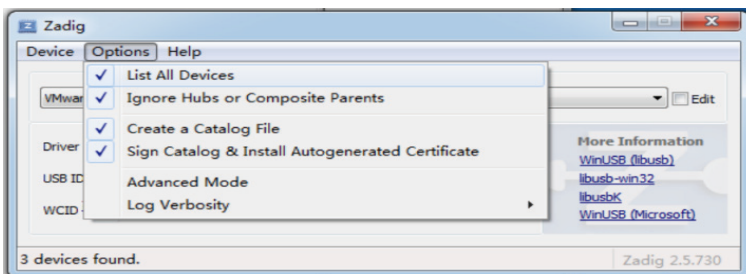 Zadig
Device Options Help
List All Devices
VMwar Ignore Hubs or Composite Parents Edit
Create a Catalog File
Driver Sign Catalog & Install Autogenerated Certificate More Information
WinUSB (libusb)
USB ID Advanced Mode libusb-win32
libusbK
WCID Log Verbosity WinUSB (Microsoft)
3 devices found. Zadig 2.5.730